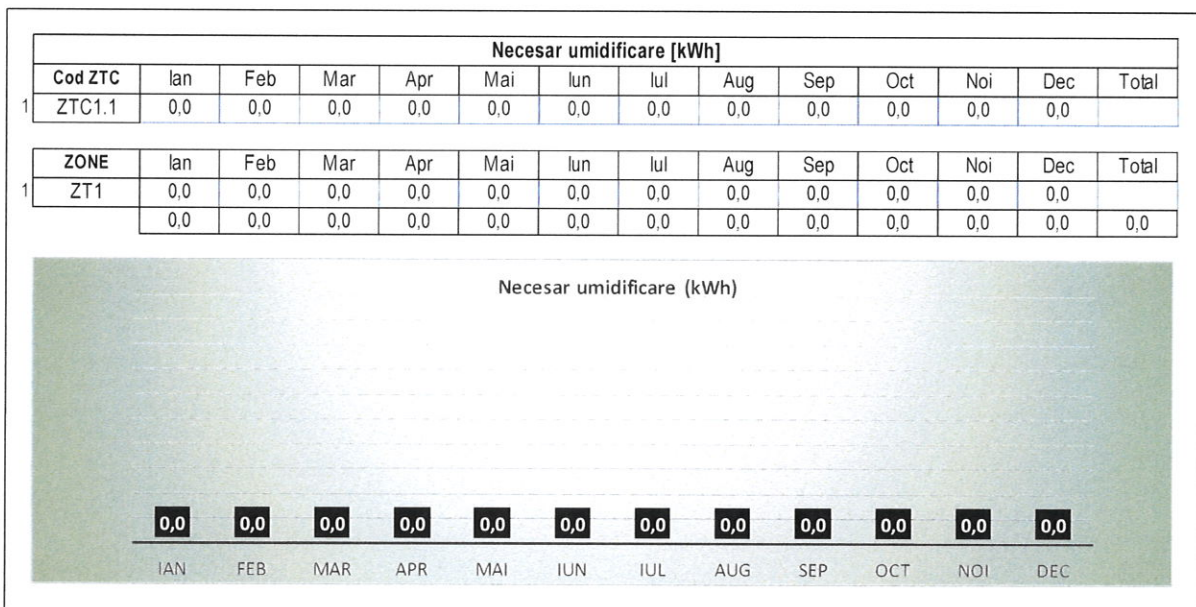 Necesar umidificare [kWh]
Cod ZTC Ian Feb Mar Apr Mai Iun Iul Aug Sep Oct Noi Dec Total
1 ZTC1.1 0,0 0,0 0,0 0,0 0,0 0,0 0,0 0,0 0,0 0,0 0,0 0,0
ZONE Ian Feb Mar Apr Mai Iun Iul Aug Sep Oct Noi Dec Total
1 ZT1 0,0 0,0 0,0 0,0 0,0 0,0 0,0 0,0 0,0 0,0 0,0 0,0
0,0 0,0 0,0 0,0 0,0 0,0 0,0 0,0 0,0 0,0 0,0 0,0 0,0
Necesar umidificare (kWh)
0,0 0,0 0,0 0,0 0,0 0,0 0,0 0,0 0,0 0,0 0,0 0,0
IAN FEB MAR APR MAI IUN IUL AUG SEP OCT NOI DEC